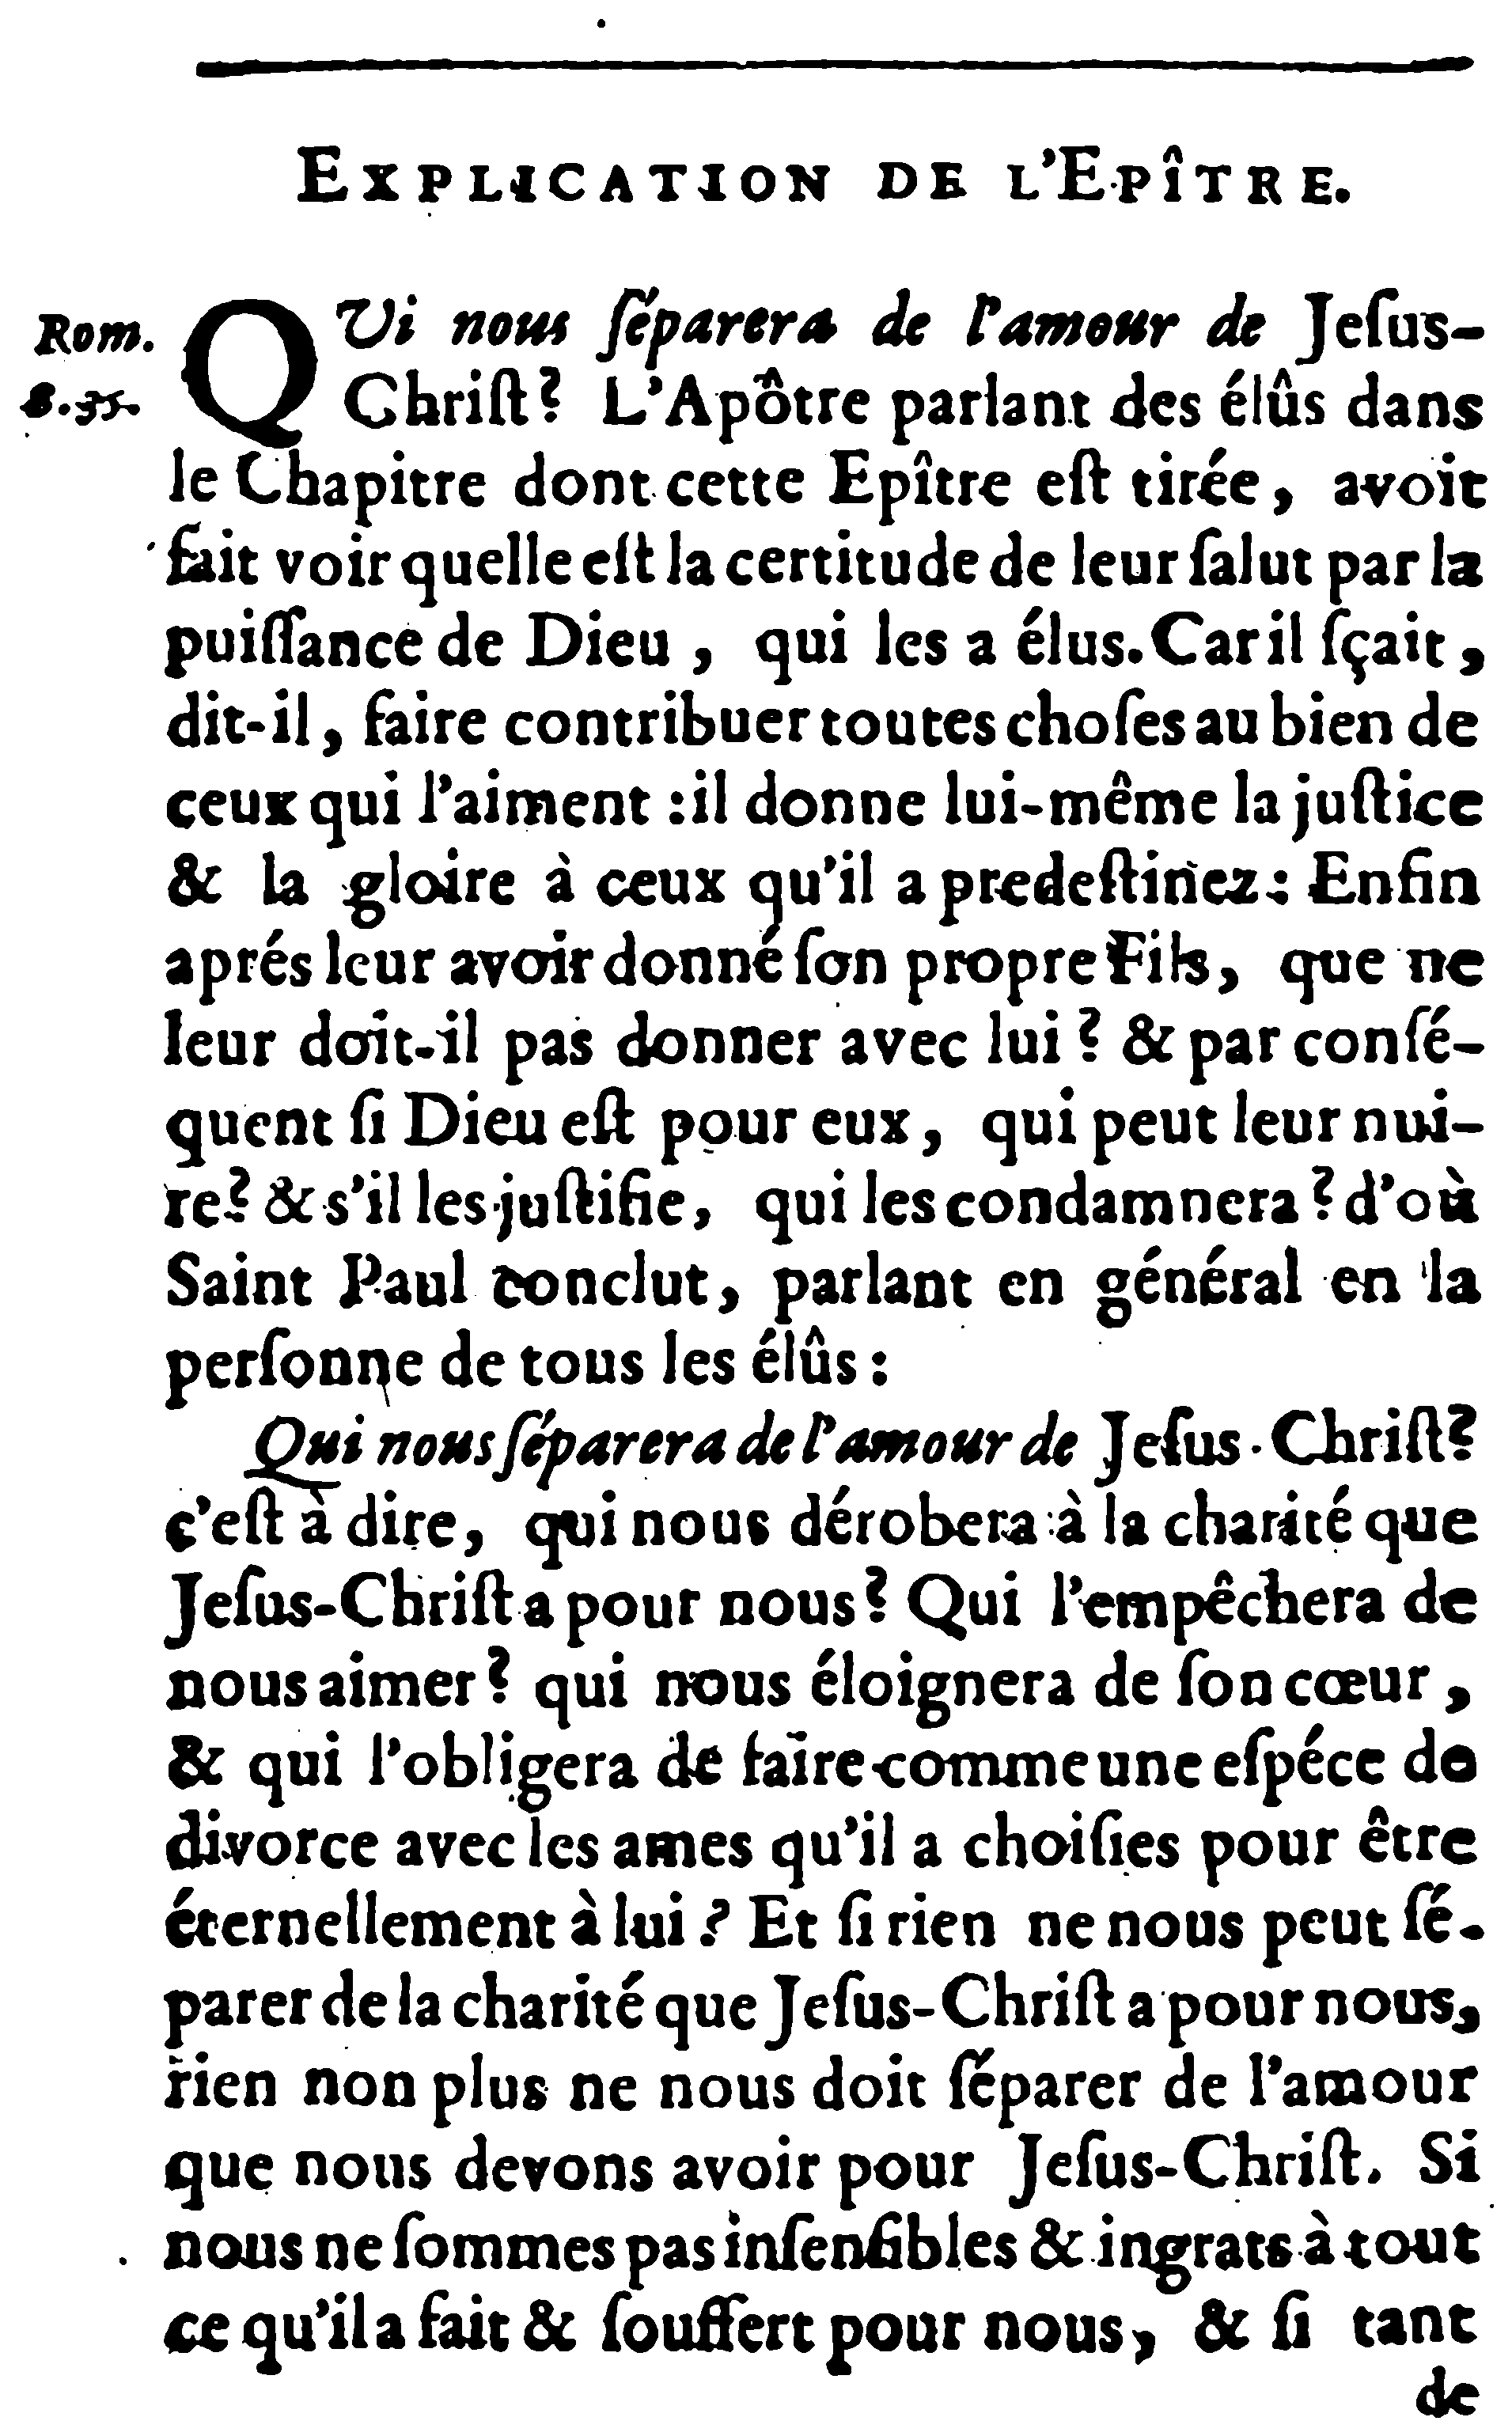 EXPLICATION DE L'EPÎTRE.
Rom.
8.35.
QUi nous ſéparera de l'amour de Jeſus-
Chriſt? L'Apôtre parlant des élûs dans
le Chapitre dont cette Epître eſt tirée, avoit
fait voir quelle eſt la certitude de leur ſalut par la
puiſſance de Dieu, qui les a élus. Car il ſçait,
dit-il, faire contribuer toutes choſes au bien de
ceux qui l'aiment : il donne lui-même la juſtice
& la gloire à ceux qu'il a predeſtinez : Enfin
aprés leur avoir donné ſon propre Fils, que ne
leur doit-il pas donner avec lui ? & par conſé-
quent ſi Dieu eſt pour eux, qui peut leur nui-
re? & s'il les juſtifie, qui les condamnera ? d'où
Saint Paul conclut, parlant en général en la
perſonne de tous les élûs :
Qui nous ſéparera de l'amour de Jeſus-Chriſt?
c'eſt à dire, qui nous dérobera à la charité que
Jeſus-Chriſt a pour nous? Qui l'empêchera de
nous aimer ? qui nous éloignera de ſon cœur,
& qui l'obligera de faire comme une eſpéce de
divorce avec les ames qu'il a choiſies pour être
éternellement à lui ? Et ſi rien ne nous peut ſé-
parer de la charité que Jeſus-Chriſt a pour nous,
rien non plus ne nous doit ſéparer de l'amour
que nous devons avoir pour Jeſus-Chriſt. Si
nous ne ſommes pas inſenſibles & ingrats à tout
ce qu'il a fait & ſouffert pour nous, & ſi tant
de